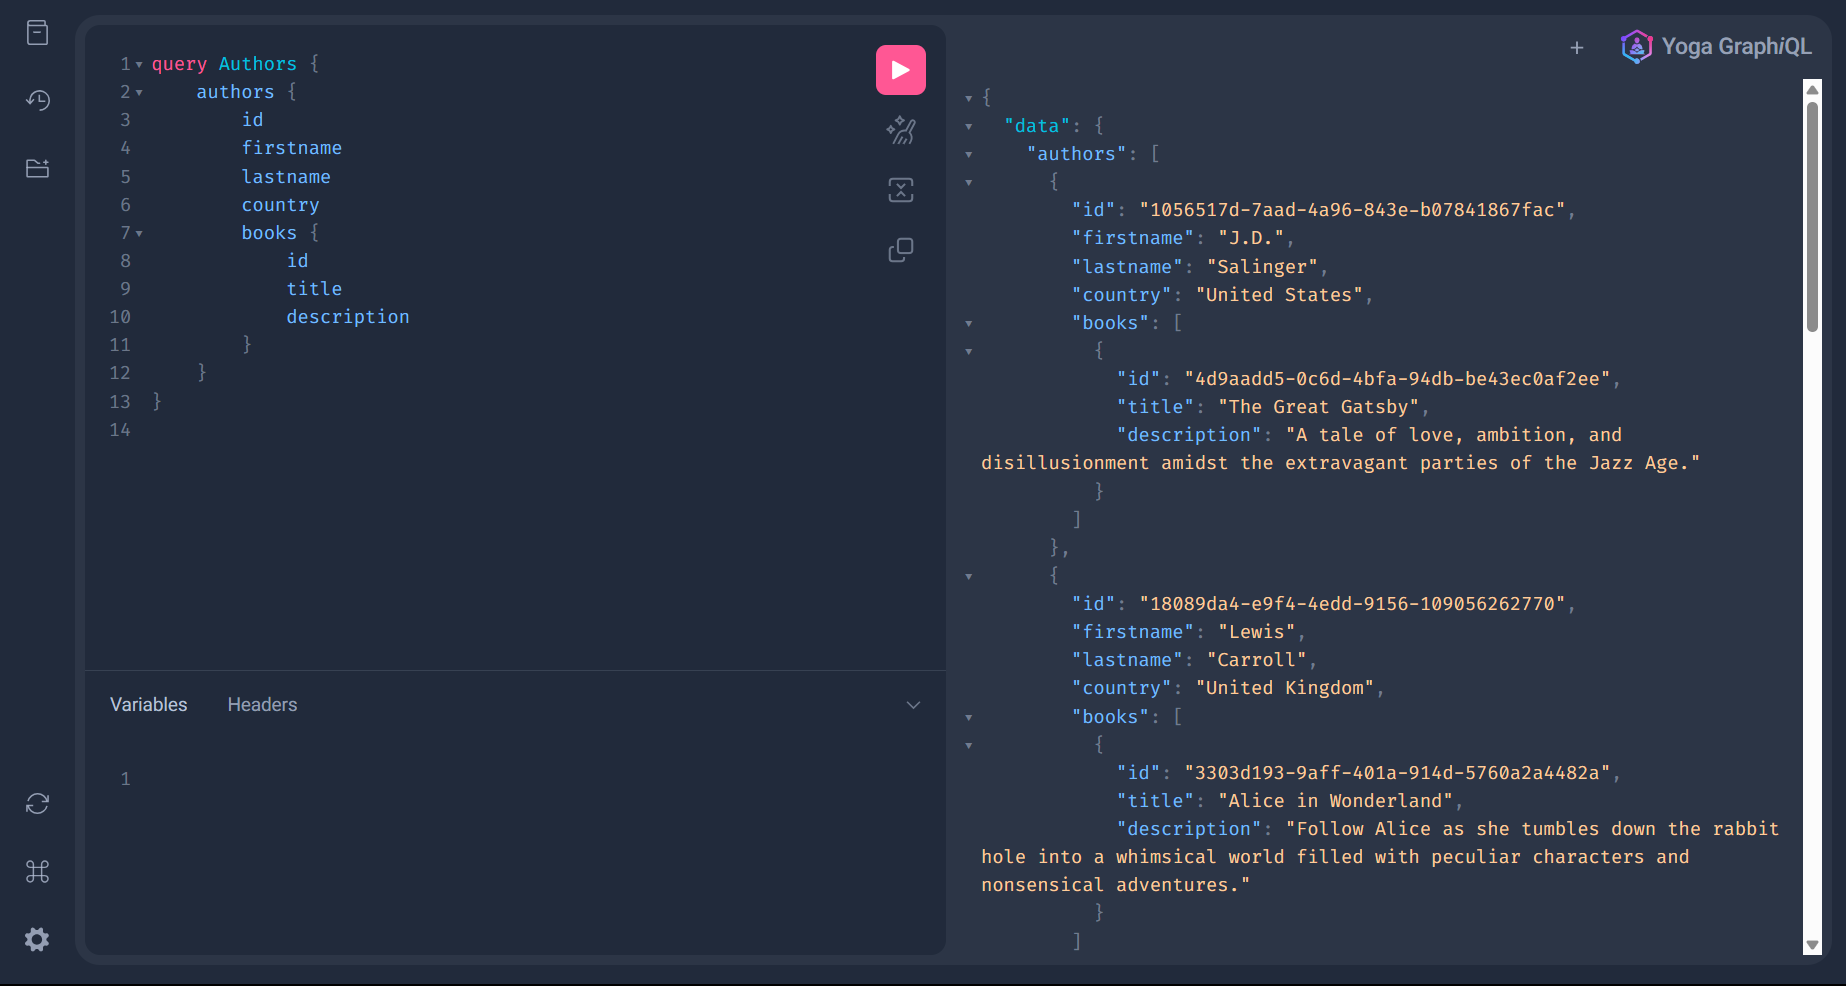 1 query Authors {
2     authors {
3         id
4         firstname
5         lastname
6         country
7         books {
8             id
9             title
10             description
11         }
12     }
13 }
14
Variables Headers
1
+ Yoga GraphiQL
{
  "data": {
    "authors": [
      {
        "id": "1056517d-7aad-4a96-843e-b07841867fac",
        "firstname": "J.D.",
        "lastname": "Salinger",
        "country": "United States",
        "books": [
          {
            "id": "4d9aadd5-0c6d-4bfa-94db-be43ec0af2ee",
            "title": "The Great Gatsby",
            "description": "A tale of love, ambition, and
disillusionment amidst the extravagant parties of the Jazz Age."
          }
        ]
      },
      {
        "id": "18089da4-e9f4-4edd-9156-109056262770",
        "firstname": "Lewis",
        "lastname": "Carroll",
        "country": "United Kingdom",
        "books": [
          {
            "id": "3303d193-9aff-401a-914d-5760a2a4482a",
            "title": "Alice in Wonderland",
            "description": "Follow Alice as she tumbles down the rabbit
hole into a whimsical world filled with peculiar characters and
nonsensical adventures."
          }
        ]